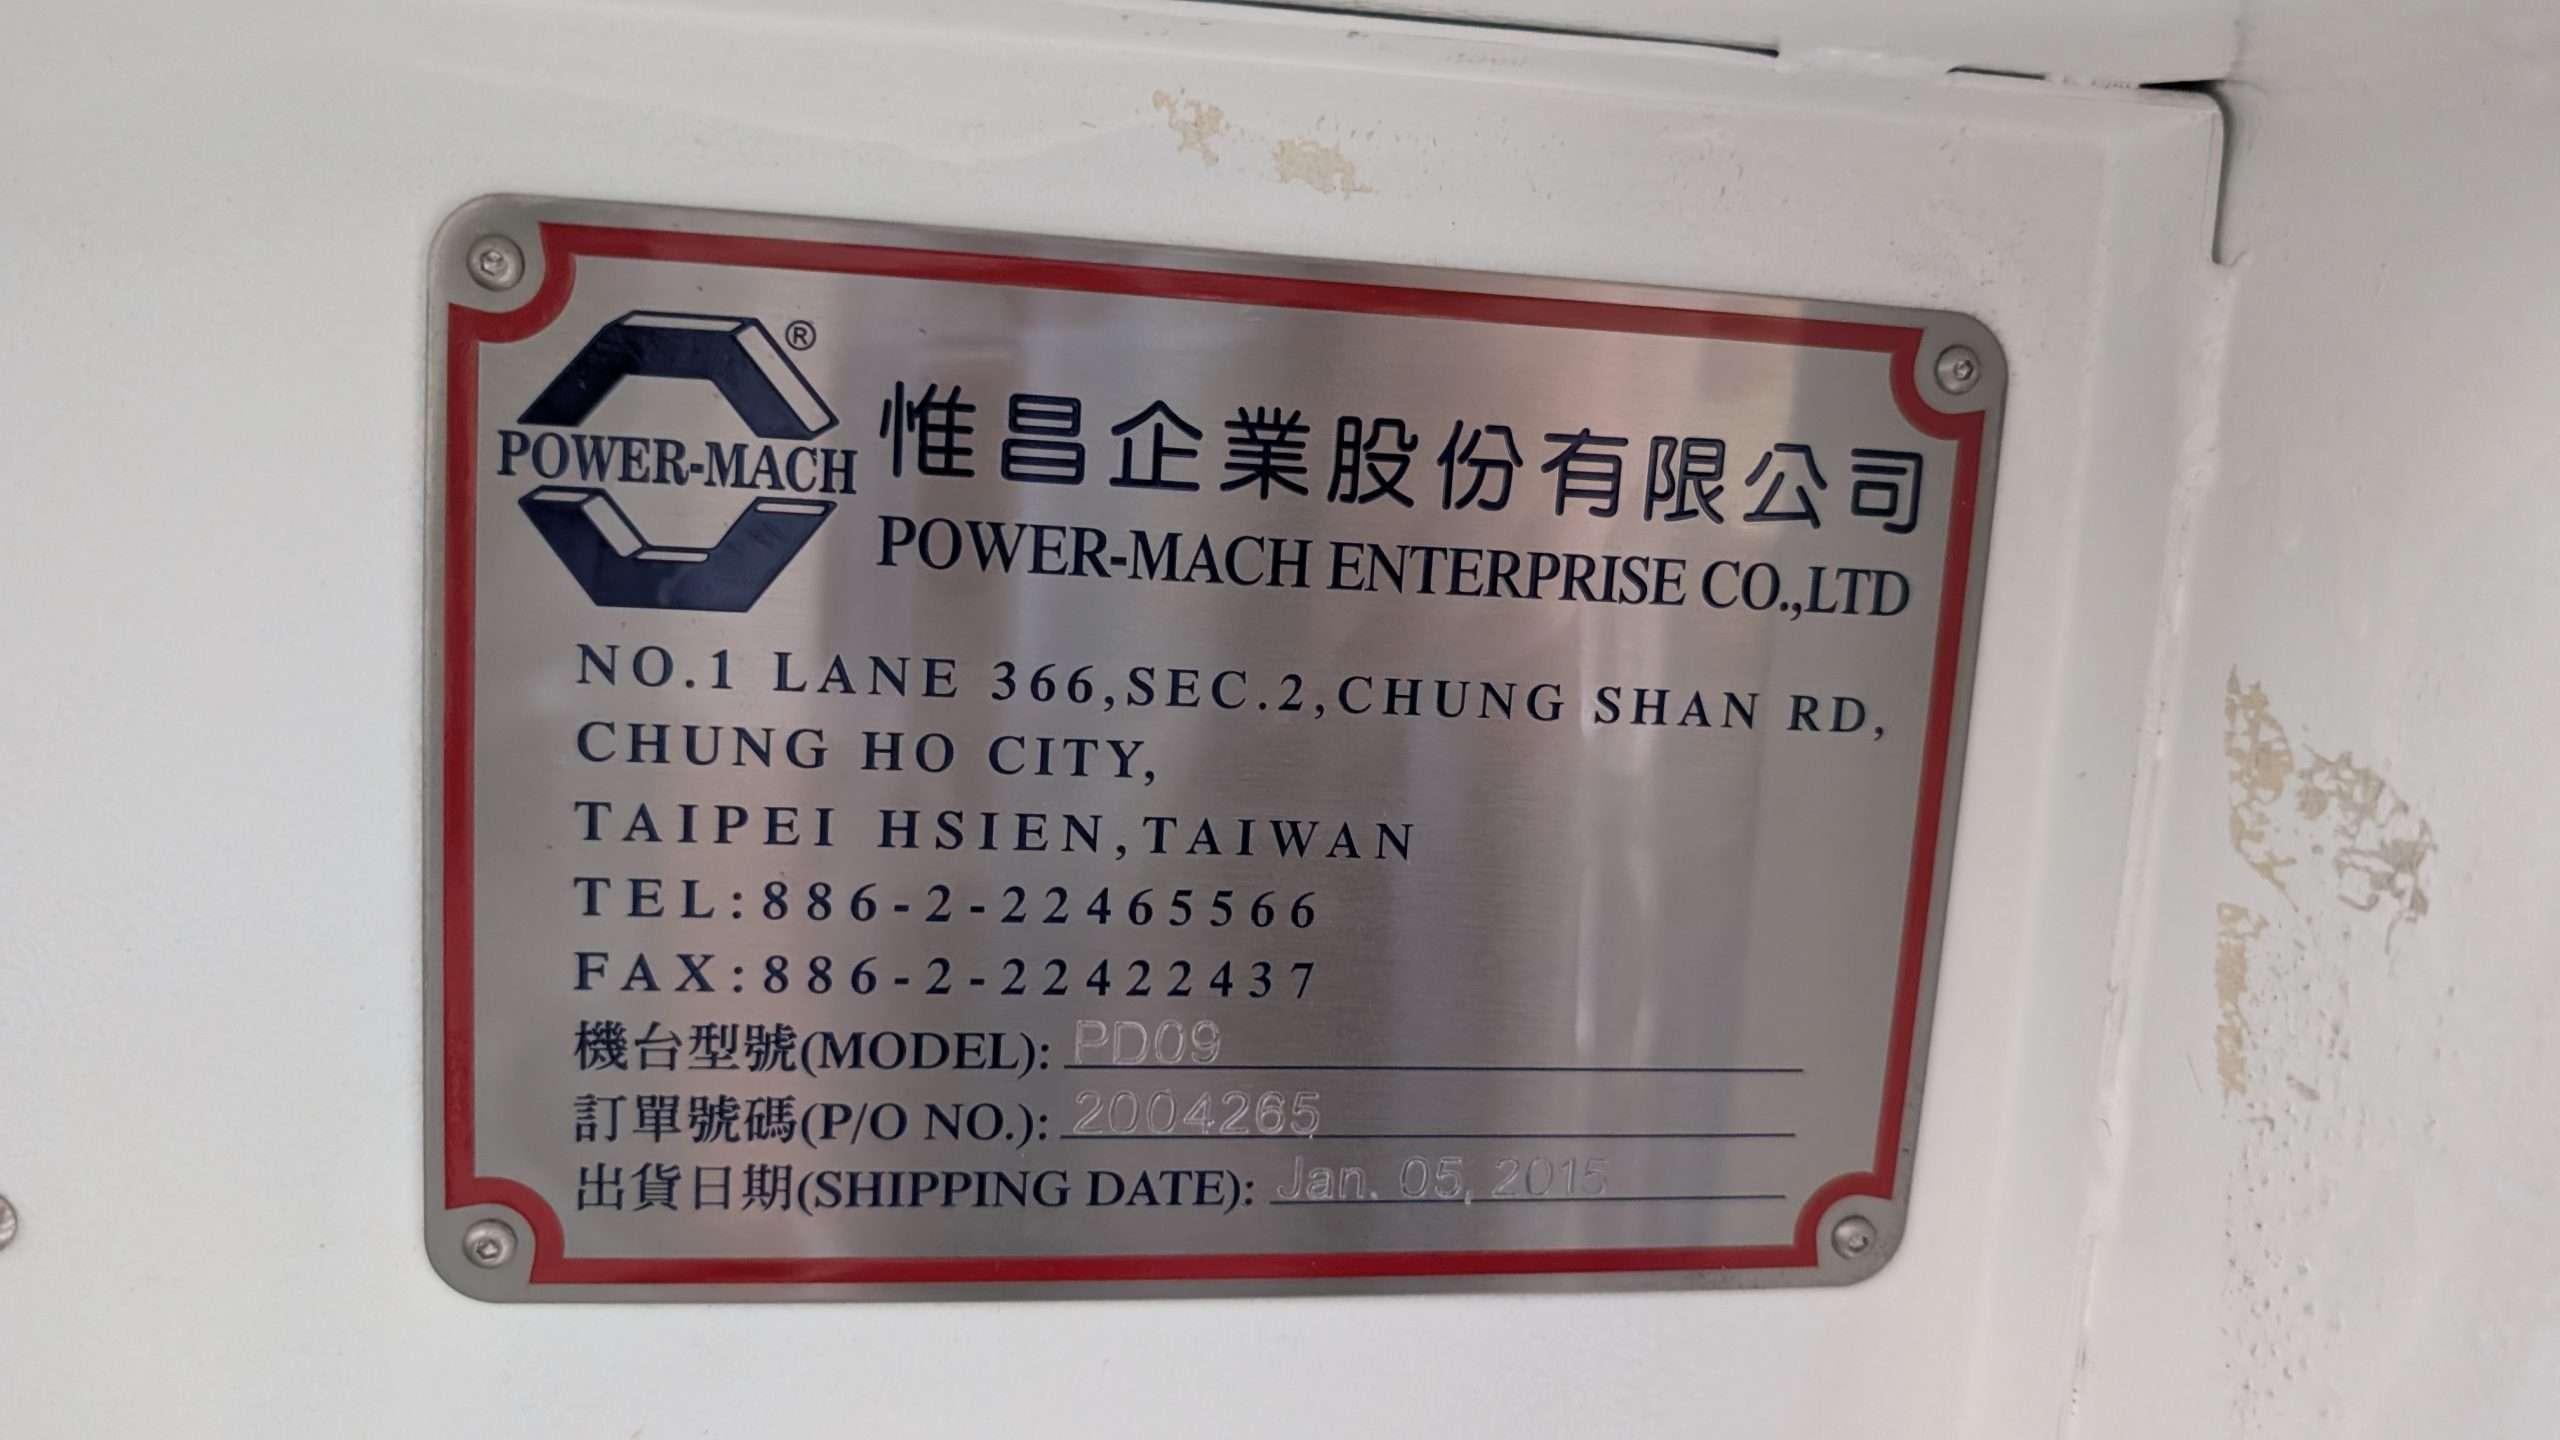 ®
POWER-MACH
惟昌企業股份有限公司
POWER-MACH ENTERPRISE CO.,LTD
NO.1 LANE 366,SEC.2,CHUNG SHAN RD,
CHUNG HO CITY,
TAIPEI HSIEN,TAIWAN
TEL:886-2-22465566
FAX:886-2-22422437
機台型號(MODEL): PD09
訂單號碼(P/O NO.): 2004265
出貨日期(SHIPPING DATE): Jan. 05, 2015